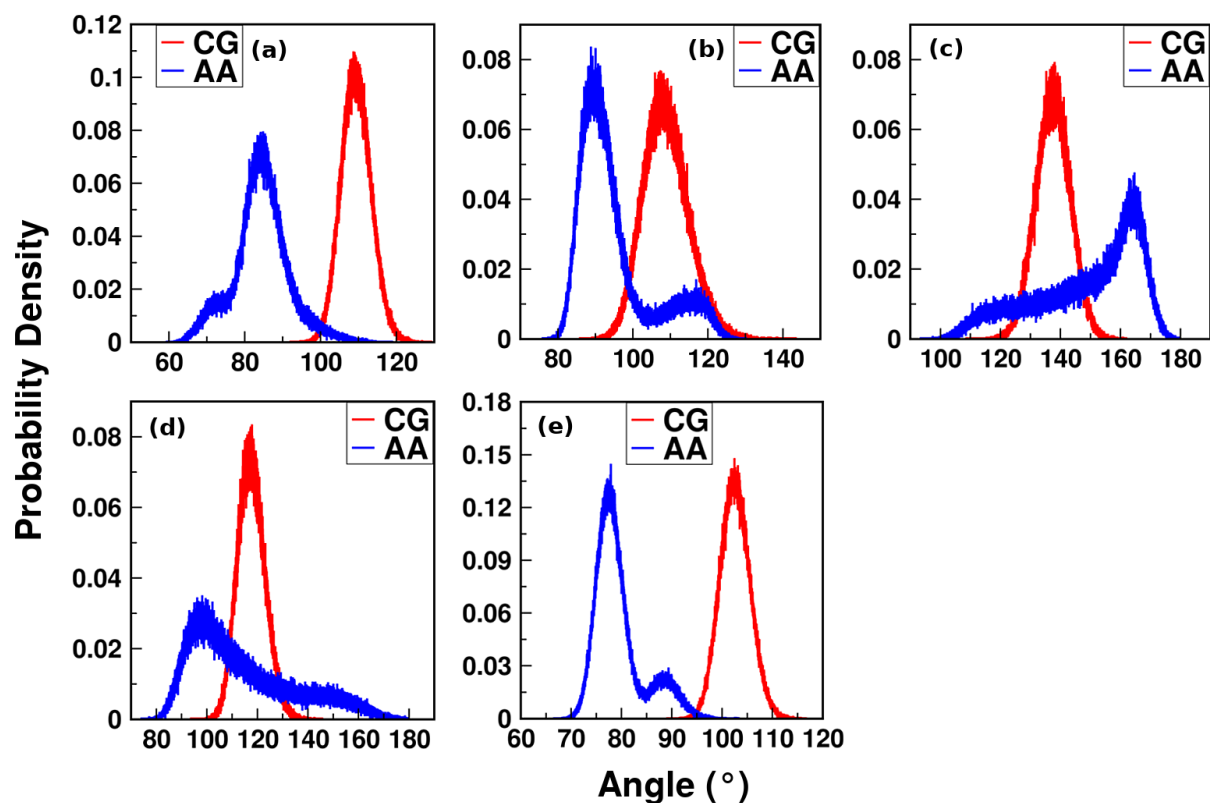 0.12
0.1
0.08
0.06
0.04
0.02
0
CG
AA
(a)
60 80 100 120
0.08
0.06
0.04
0.02
0
(b)
CG
AA
80 100 120 140
0.08
0.06
0.04
0.02
0
(c)
CG
AA
100 120 140 160 180
Probability Density
0.08
0.06
0.04
0.02
0
(d)
CG
AA
80 100 120 140 160 180
0.18
0.15
0.12
0.09
0.06
0.03
0
(e)
CG
AA
60 70 80 90 100 110 120
Angle (°)